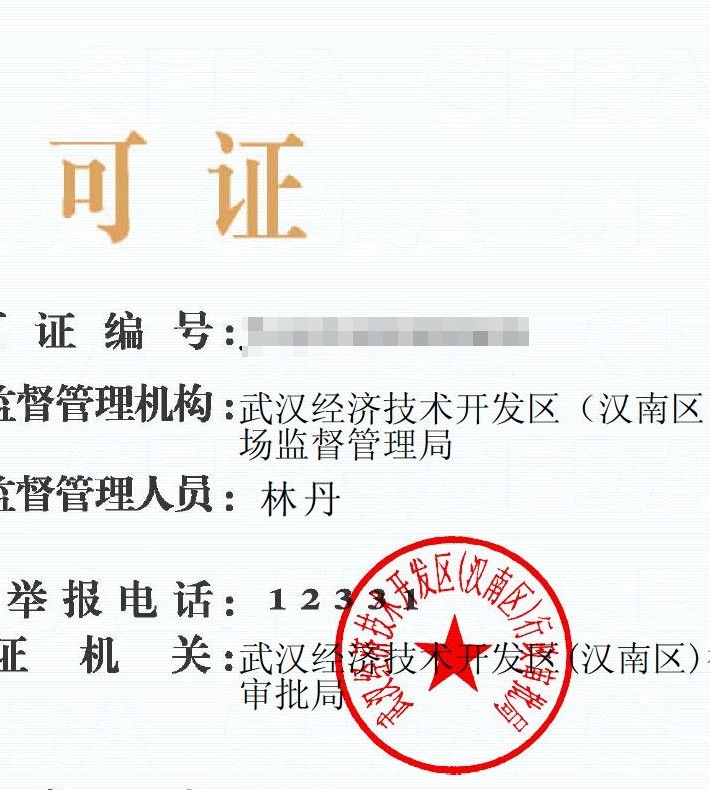 可 证
证 编 号:
监督管理机构:武汉经济技术开发区（汉南区
场监督管理局
监督管理人员: 林丹
举报电话: 12331
证 机 关:武汉经济技术开发区(汉南区)
审批局
武汉经济技术开发区(汉南区)行政审批局